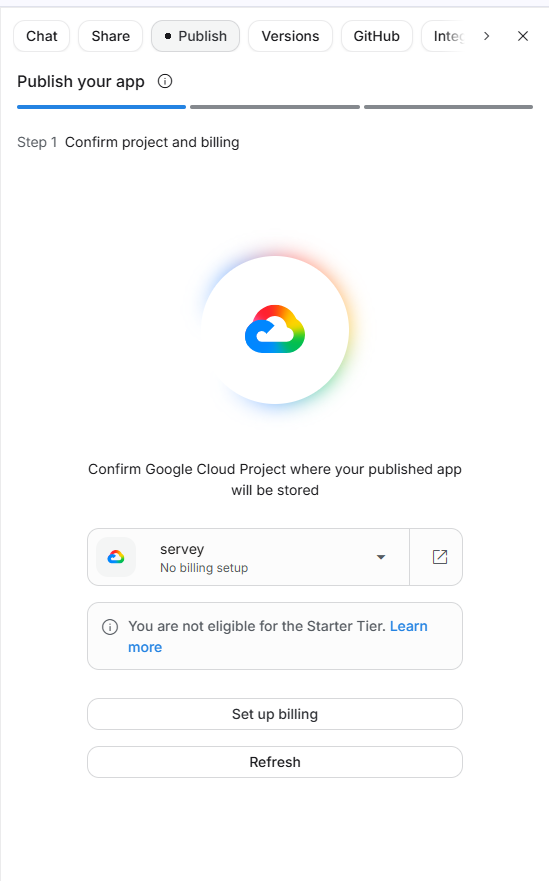 Chat Share Publish Versions GitHub
Publish your app
Step 1 Confirm project and billing
Confirm Google Cloud Project where your published app
will be stored
servey
No billing setup
You are not eligible for the Starter Tier. Learn
more
Set up billing
Refresh